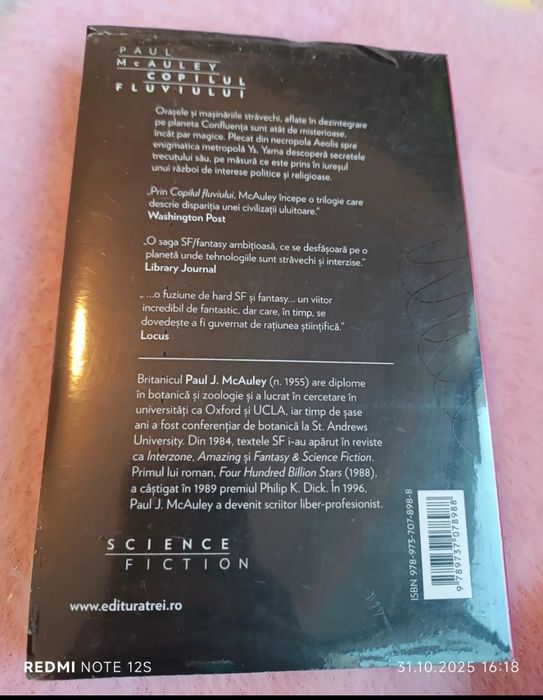 PAUL
McAULEY
COPILUL
FLUVIULUI
Orașele și mașinăriile străvechi, aflate în dezintegrare
pe planeta Confluența sunt atât de misterioase,
încât par magice. Plecat din necropola Aeolis spre
enigmatica metropolă Ys, Yama descoperă secretele
trecutului său, pe măsură ce este prins în iureșul
unui război de interese politice și religioase.
„Prin Copilul fluviului, McAuley începe o trilogie care
descrie dispariția unei civilizații uluitoare.”
Washington Post
„O saga SF/fantasy ambițioasă, ce se desfășoară pe o
planetă unde tehnologiile sunt străvechi și interzise.”
Library Journal
„ ...o fuziune de hard SF și fantasy... un viitor
incredibil de fantastic, dar care, în timp, se
dovedește a fi guvernat de rațiunea științifică.”
Locus
Britanicul Paul J. McAuley (n. 1955) are diplome
în botanică și zoologie și a lucrat în cercetare în
universități ca Oxford și UCLA, iar timp de șase
ani a fost conferențiar de botanică la St. Andrews
University. Din 1984, textele SF i-au apărut în reviste
ca Interzone, Amazing și Fantasy & Science Fiction.
Primul lui roman, Four Hundred Billion Stars (1988),
a câștigat în 1989 premiul Philip K. Dick. În 1996,
Paul J. McAuley a devenit scriitor liber-profesionist.
SCIENCE
FICTION
www.edituratrei.ro
ISBN 978-973-707-898-8
9 789737 078988
REDMI NOTE 12S
31.10.2025 16:18